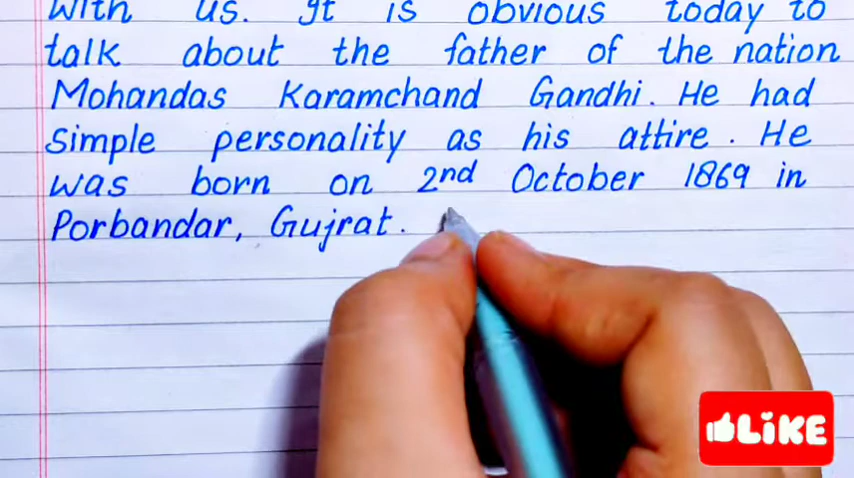 with us. It is obvious today to
talk about the father of the nation
Mohandas Karamchand Gandhi. He had
simple personality as his attire. He
was born on 2nd October 1869 in
Porbandar, Gujrat.
LIKE